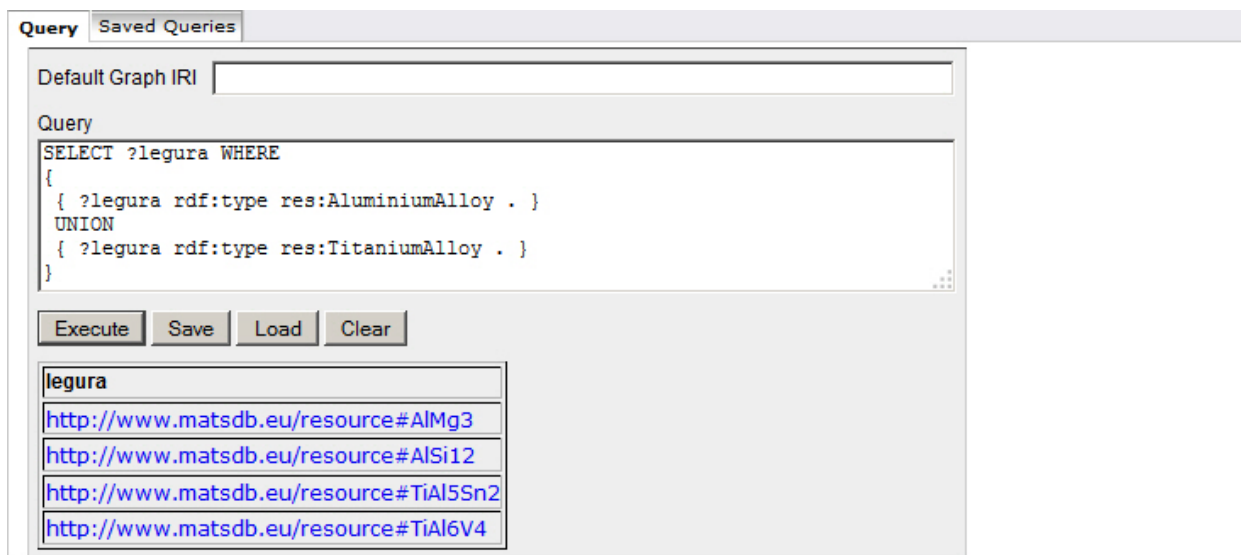 Query Saved Queries
Default Graph IRI
Query
SELECT ?legura WHERE
{
{ ?legura rdf:type res:AluminiumAlloy . }
UNION
{ ?legura rdf:type res:TitaniumAlloy . }
}
Execute Save Load Clear
legura
http://www.matsdb.eu/resource#AlMg3
http://www.matsdb.eu/resource#AlSi12
http://www.matsdb.eu/resource#TiAl5Sn2
http://www.matsdb.eu/resource#TiAl6V4